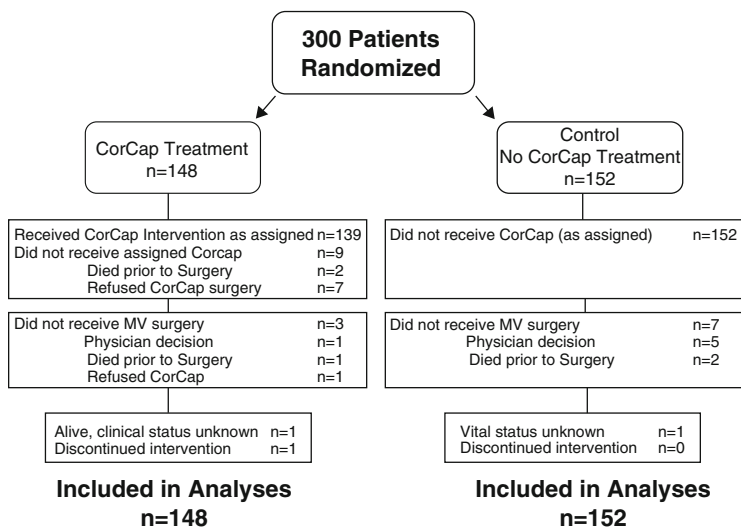 300 Patients
Randomized
CorCap Treatment
n=148
Control
No CorCap Treatment
n=152
Received CorCap Intervention as assigned n=139
Did not receive assigned Corcap n=9
Died prior to Surgery n=2
Refused CorCap surgery n=7
Did not receive CorCap (as assigned) n=152
Did not receive MV surgery n=3
Physician decision n=1
Died prior to Surgery n=1
Refused CorCap n=1
Did not receive MV surgery n=7
Physician decision n=5
Died prior to Surgery n=2
Alive, clinical status unknown n=1
Discontinued intervention n=1
Vital status unknown n=1
Discontinued intervention n=0
Included in Analyses
n=148
Included in Analyses
n=152